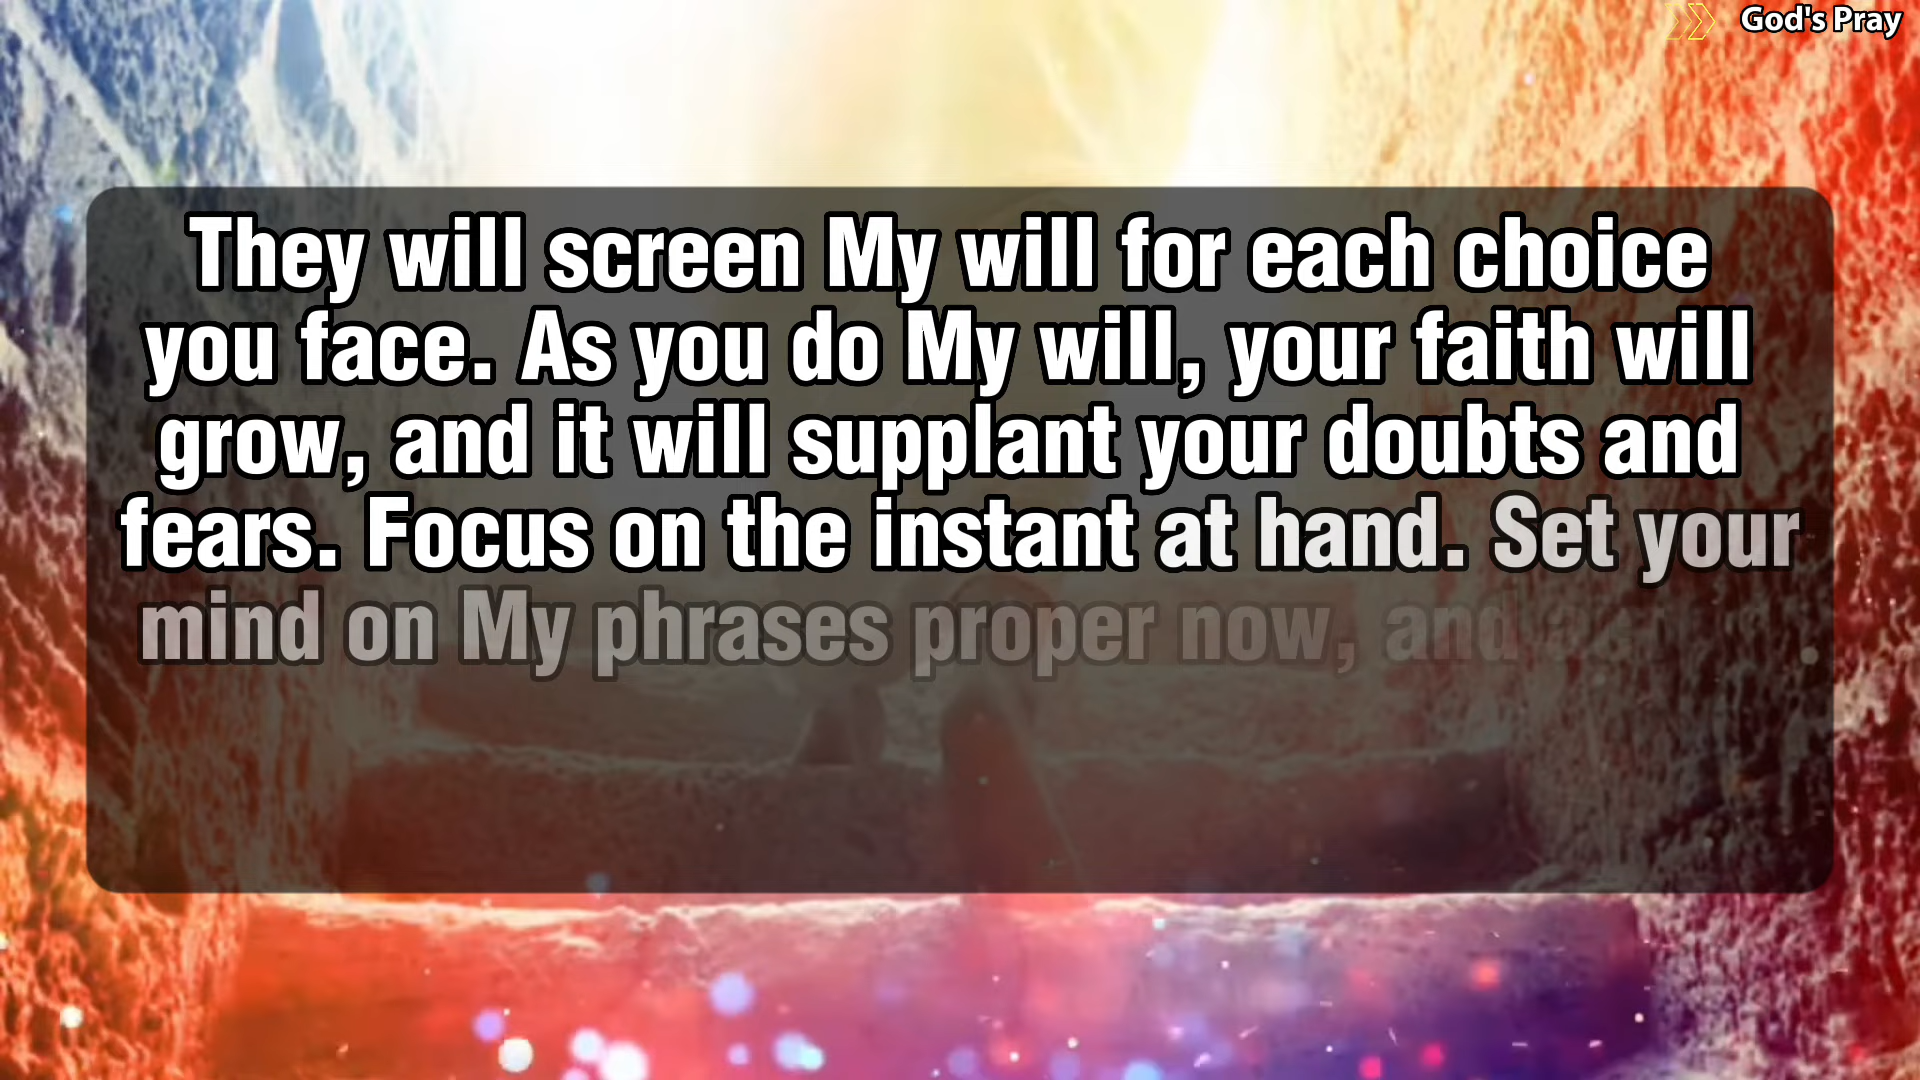 God's Pray
They will screen My will for each choice
you face. As you do My will, your faith will
grow, and it will supplant your doubts and
fears. Focus on the instant at hand. Set your
mind on My phrases proper now, and